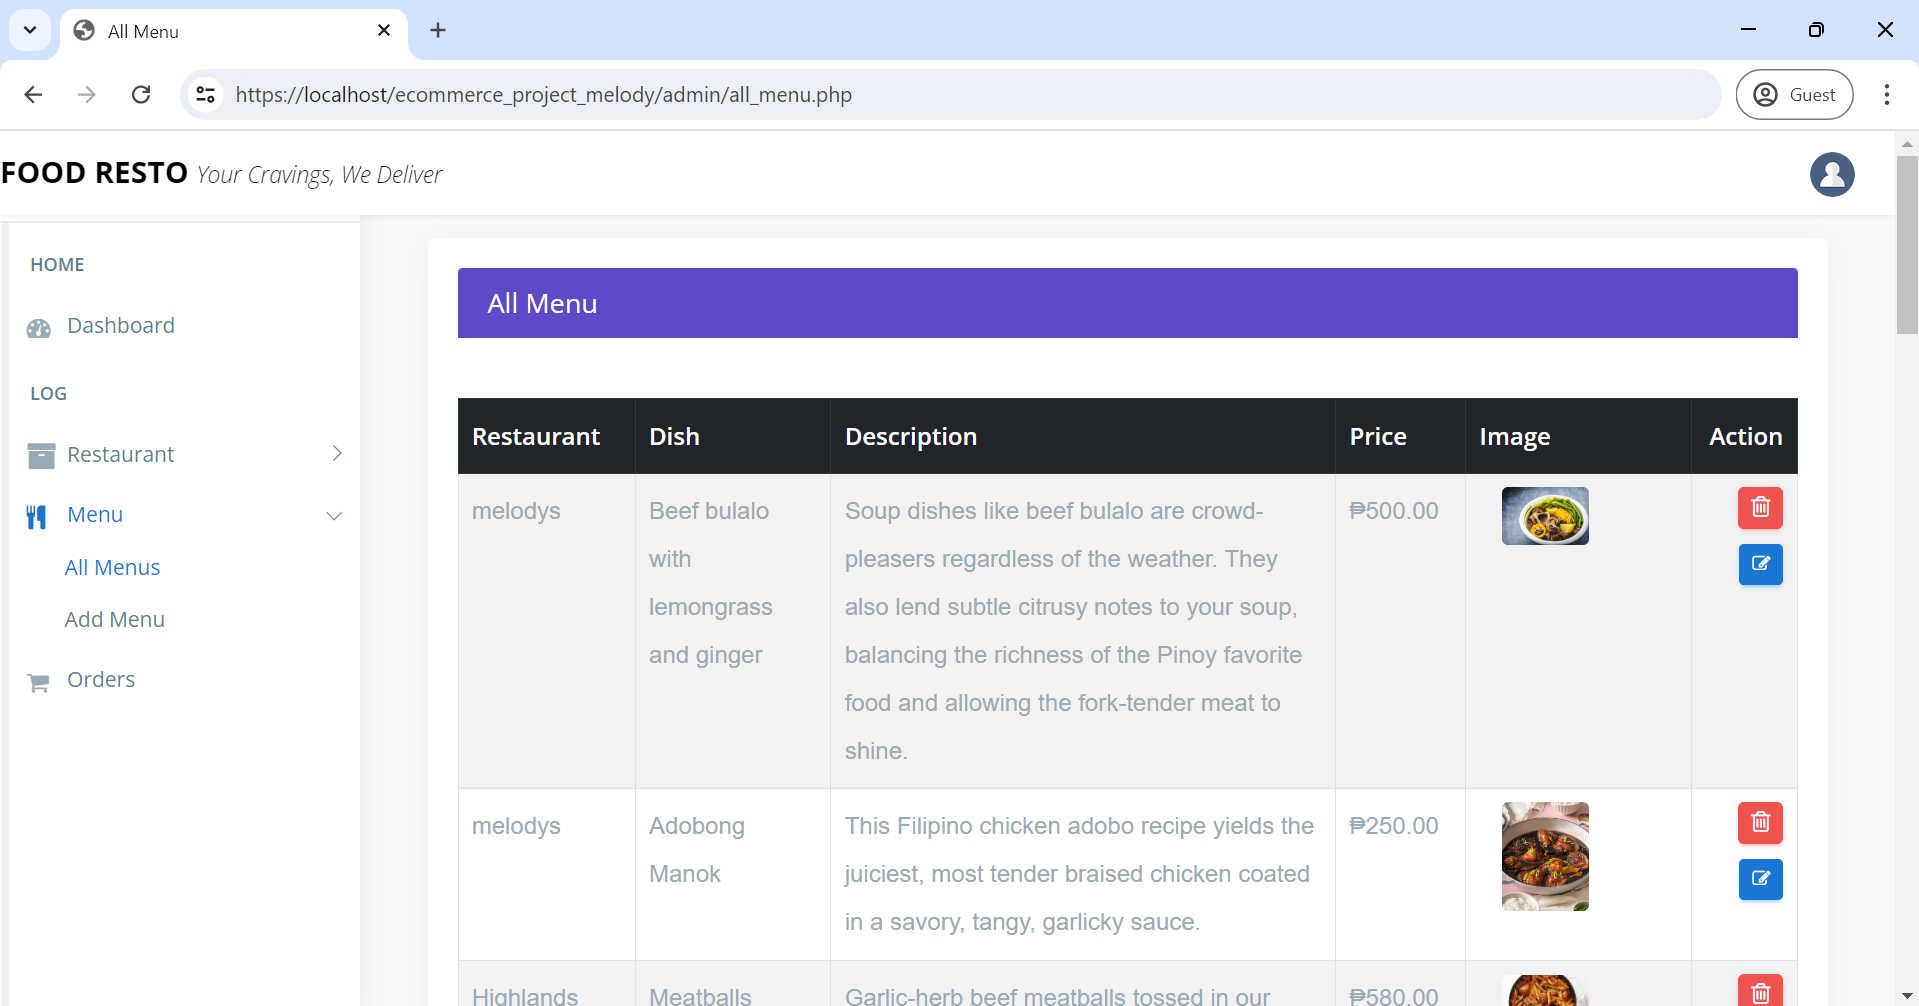 All Menu
https://localhost/ecommerce_project_melody/admin/all_menu.php
Guest
FOOD RESTO Your Cravings, We Deliver
HOME
Dashboard
LOG
Restaurant
Menu
All Menus
Add Menu
Orders
All Menu
Restaurant Dish Description Price Image Action
melodys Beef bulalo Soup dishes like beef bulalo are crowd- ₱500.00
with pleasers regardless of the weather. They
lemongrass also lend subtle citrusy notes to your soup,
and ginger balancing the richness of the Pinoy favorite
food and allowing the fork-tender meat to
shine.
melodys Adobong This Filipino chicken adobo recipe yields the ₱250.00
Manok juiciest, most tender braised chicken coated
in a savory, tangy, garlicky sauce.
Highlands Meatballs Garlic-herb beef meatballs tossed in our ₱580.00